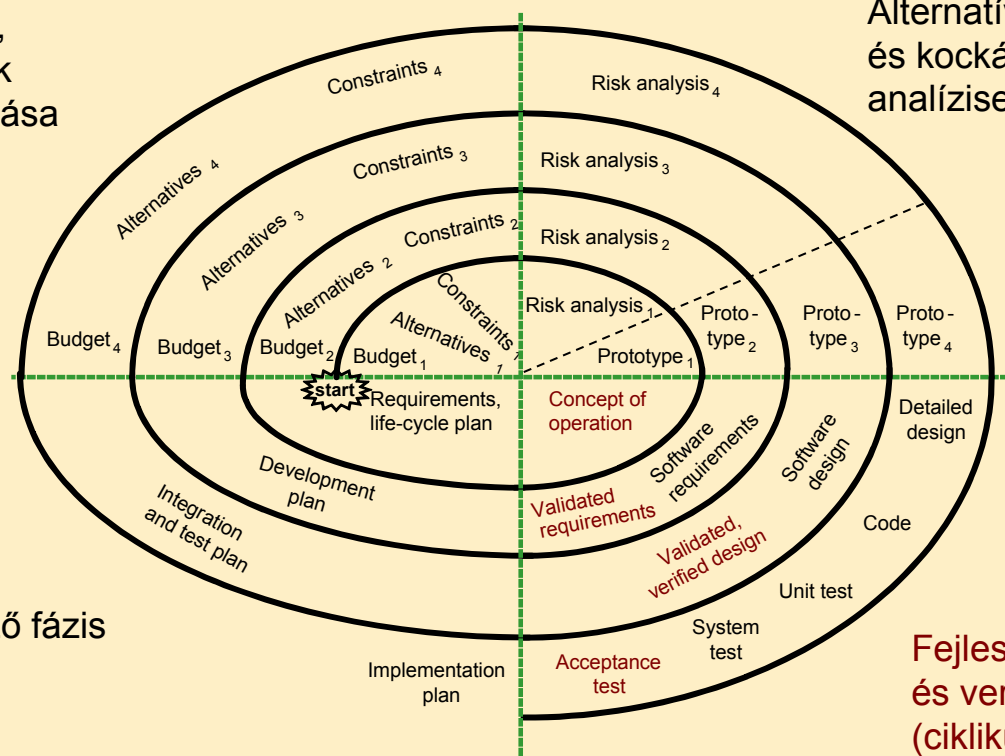 Alternatív
és kocká
analízise
,
k
ása
Constraints 4
Risk analysis 4
Constraints 3
Risk analysis 3
Alternatives 4
Alternatives 3
Constraints 2
Risk analysis 2
Alternatives 2
Constraints 1
Risk analysis 1
Alternatives 1
Budget 4
Budget 3
Budget 2
Budget 1
Prototype 1
Proto-
type 2
Proto-
type 3
Proto-
type 4
start
Requirements,
life-cycle plan
Concept of
operation
Detailed
design
Development
plan
Software
requirements
Software
design
Integration
and test plan
Validated
requirements
Validated,
verified design
Code
Unit test
ő fázis
System
test
Implementation
plan
Acceptance
test
Fejles
és ver
(cikliku